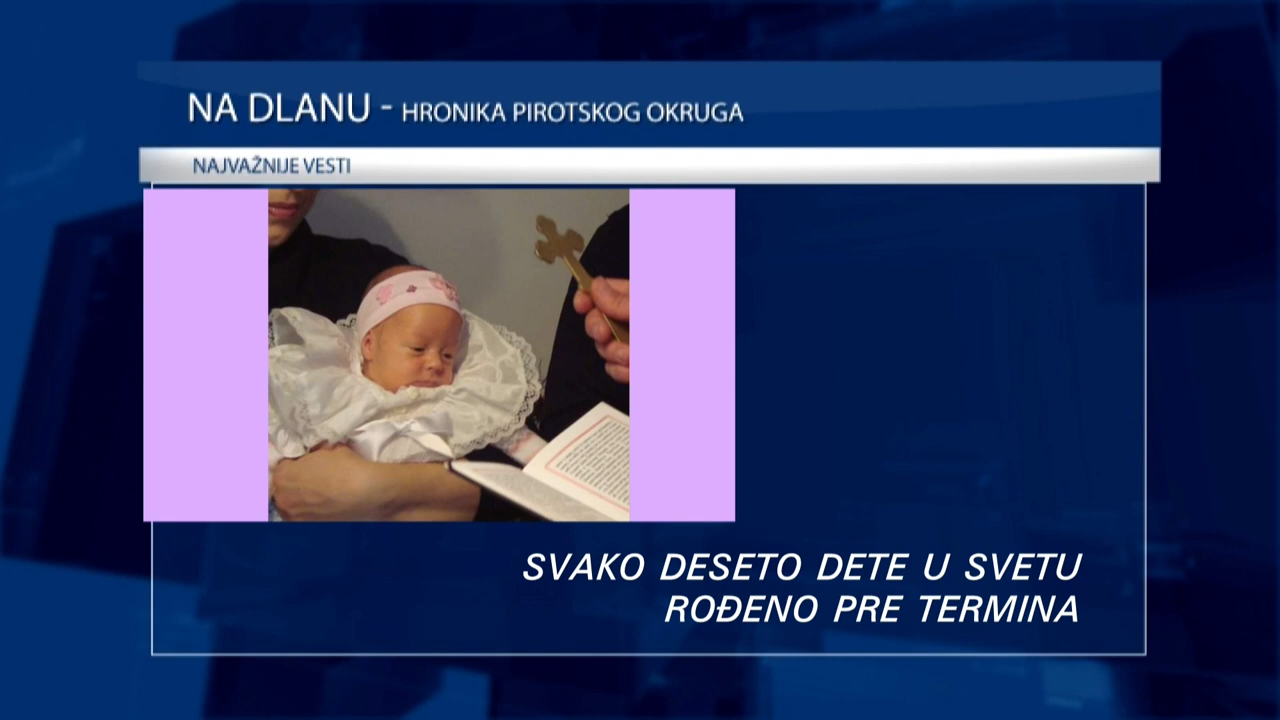 NA DLANU - HRONIKA PIROTSKOG OKRUGA
NAJVAŽNIJE VESTI
SVAKO DESETO DETE U SVETU
ROĐENO PRE TERMINA